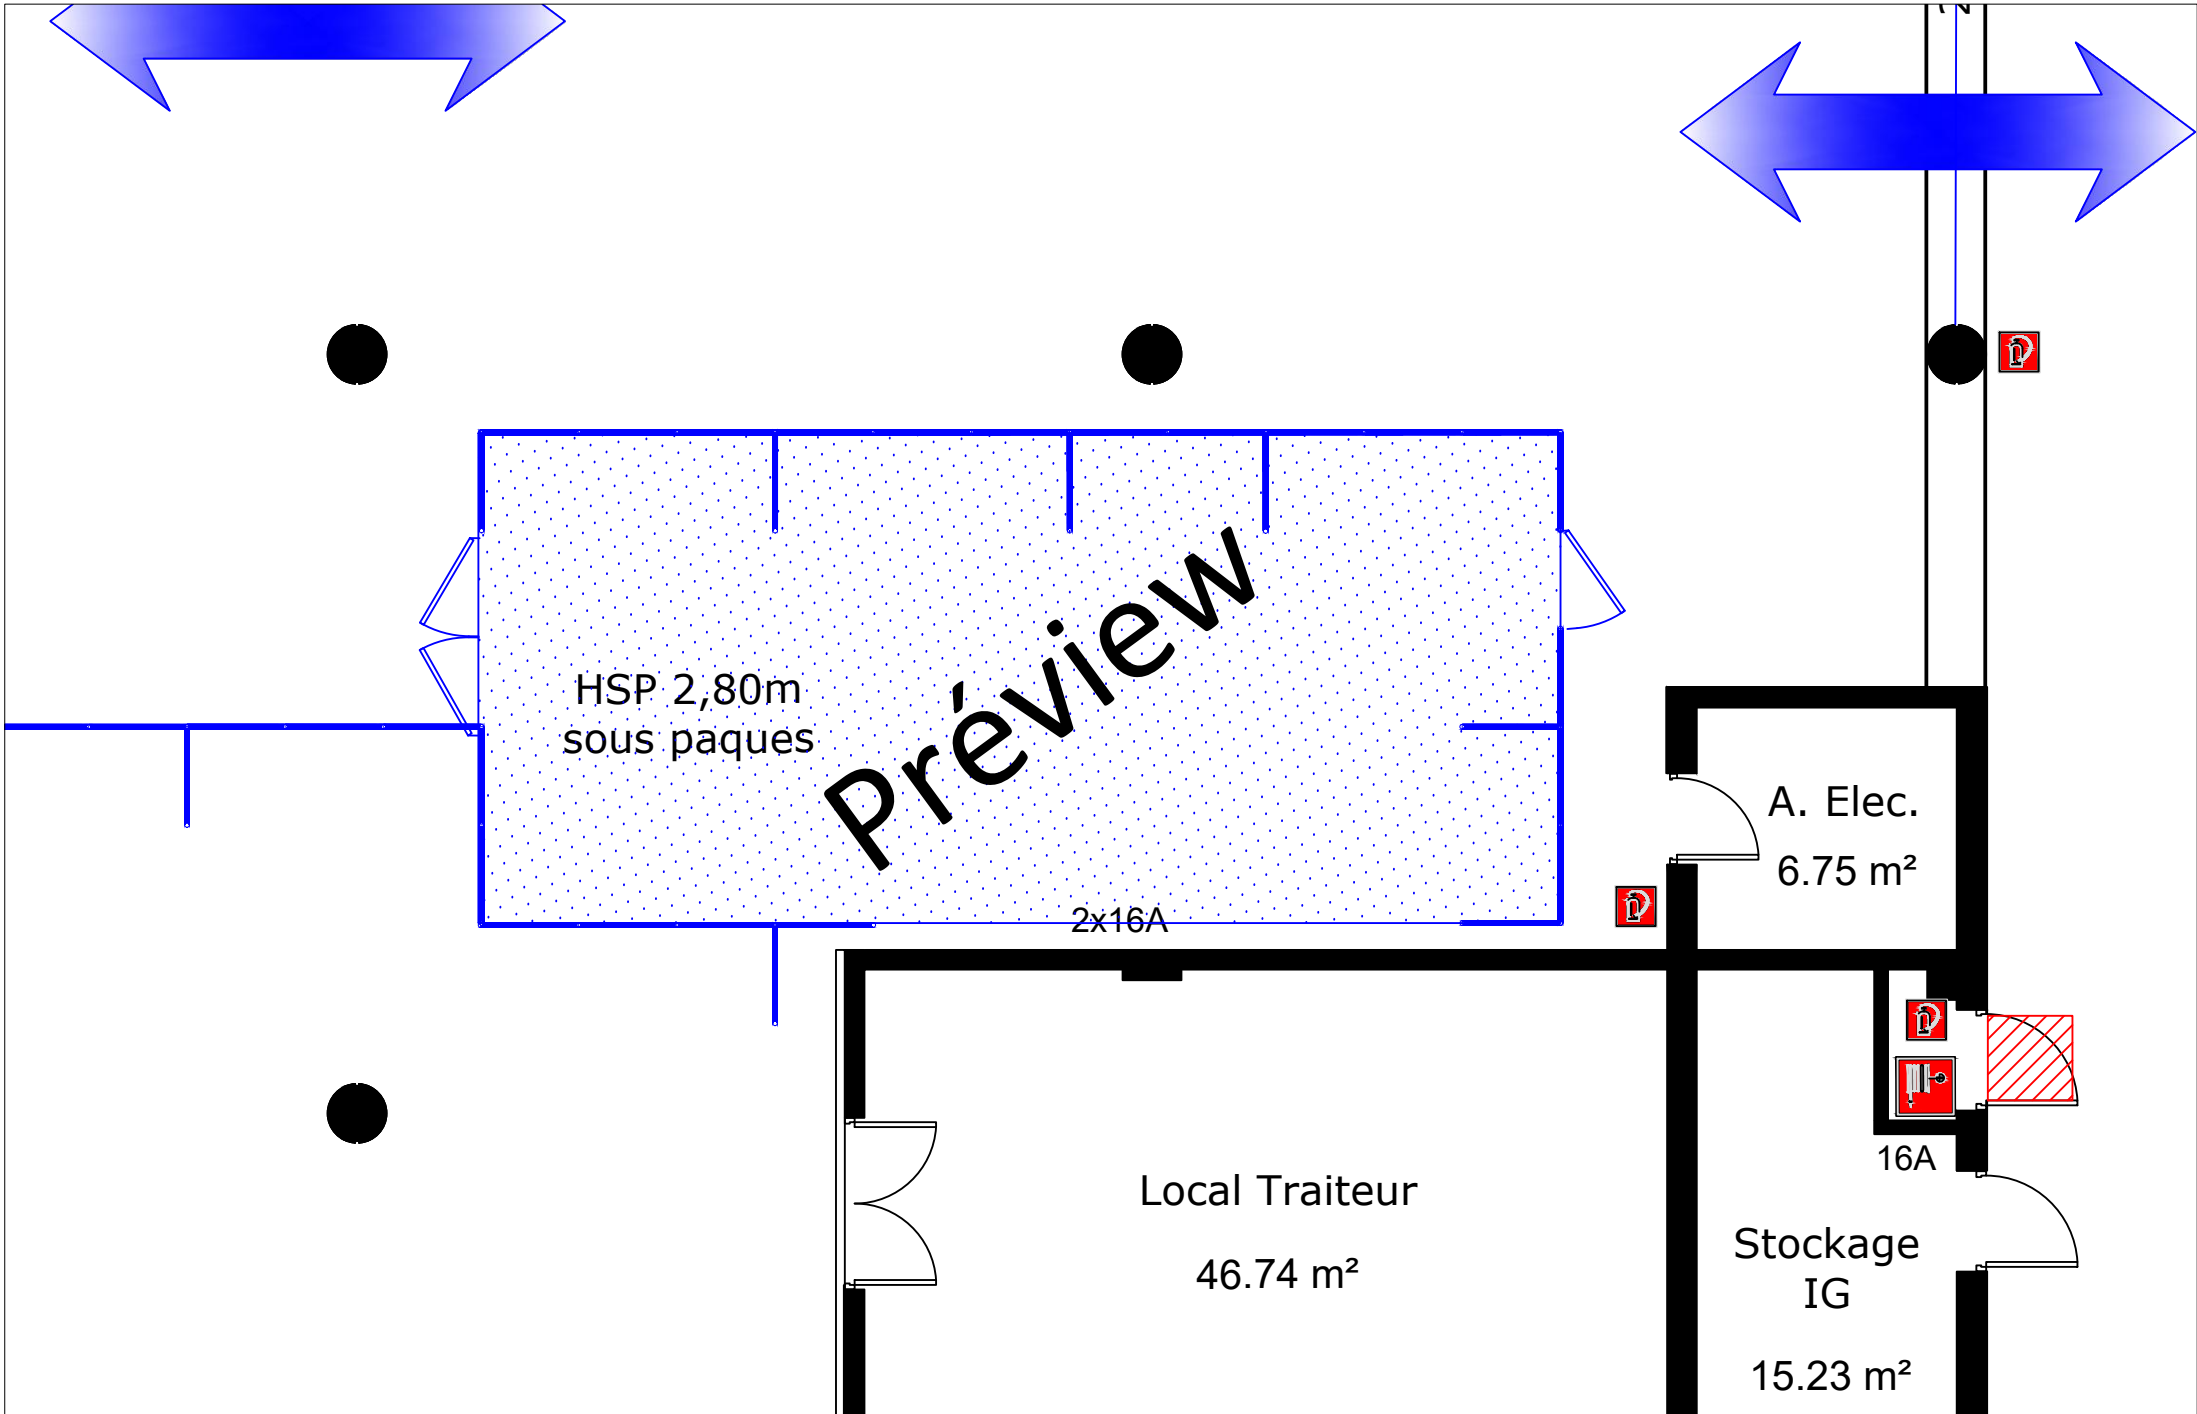 HSP 2,80m
sous paques
Préview
2x16A
A. Elec.
6.75 m²
16A
Local Traiteur
46.74 m²
Stockage
IG
15.23 m²